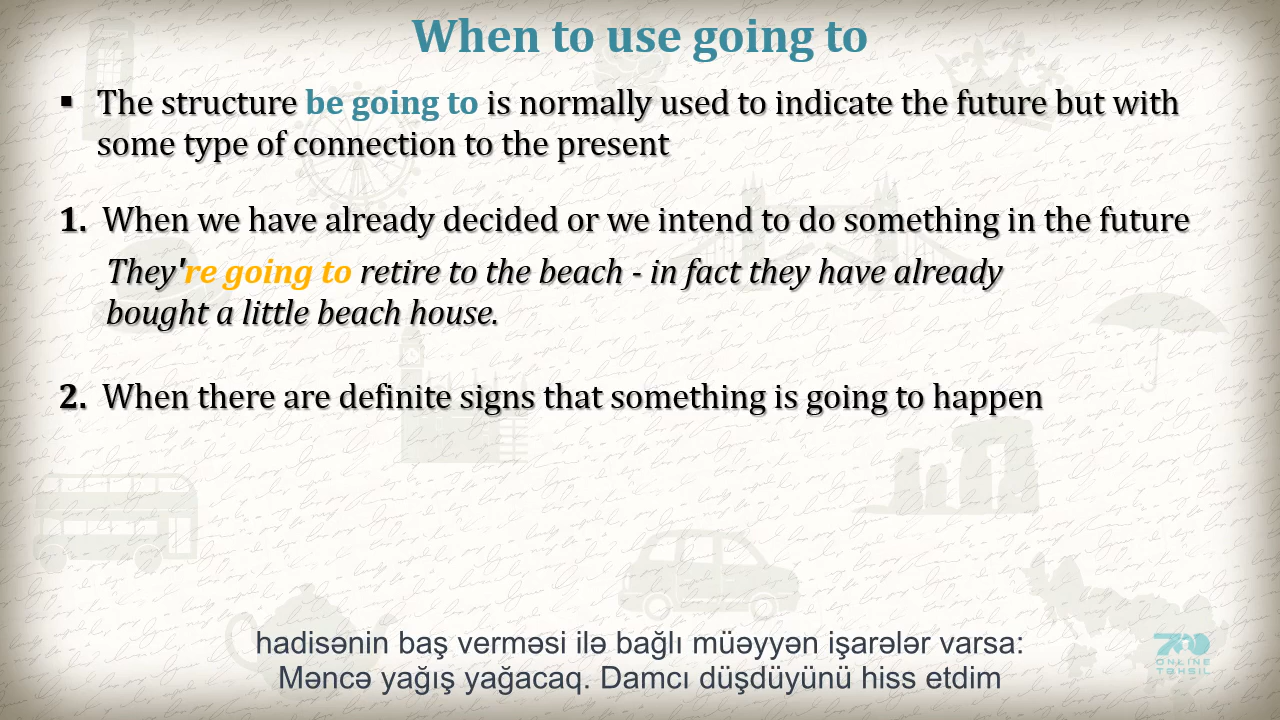 When to use going to
▪ The structure be going to is normally used to indicate the future but with
some type of connection to the present
1. When we have already decided or we intend to do something in the future
They're going to retire to the beach - in fact they have already
bought a little beach house.
2. When there are definite signs that something is going to happen
hadisənin baş verməsi ilə bağlı müəyyən işarələr varsa:
Məncə yağış yağacaq. Damcı düşdüyünü hiss etdim
700
ONLINE
TƏHSIL